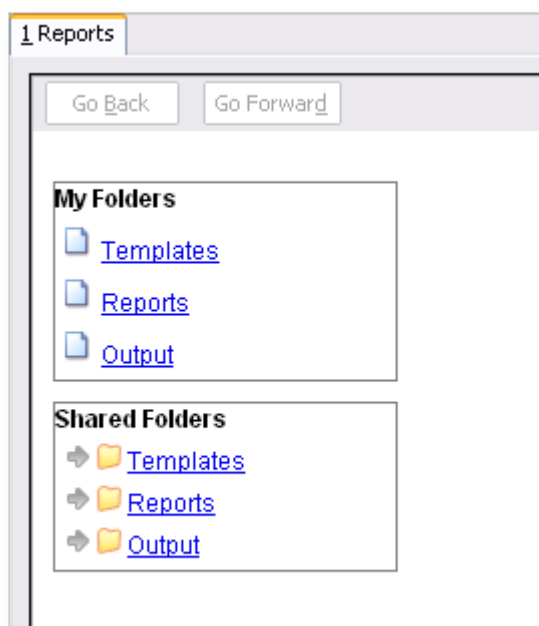 1 Reports
Go Back Go Forward
My Folders
Templates
Reports
Output
Shared Folders
Templates
Reports
Output